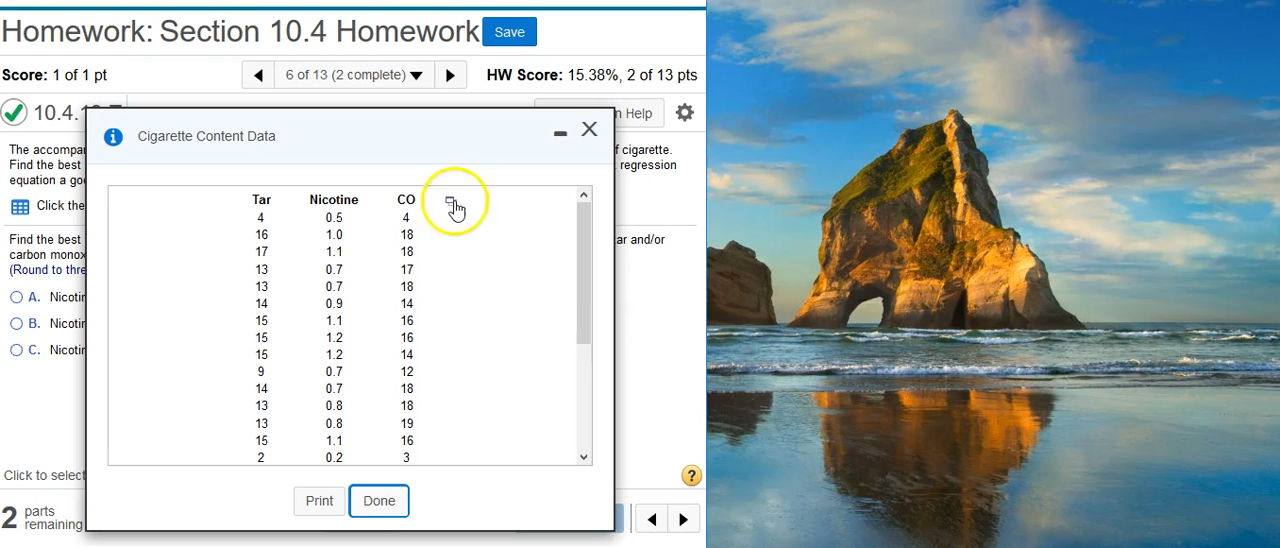 Homework: Section 10.4 Homework Save
Score: 1 of 1 pt
6 of 13 (2 complete)
HW Score: 15.38%, 2 of 13 pts
10.4.
n Help
The accompa
f cigarette.
Find the best
regression
equation a go
Click the
Find the best
ar and/or
carbon monox
(Round to thre
A. Nicotin
B. Nicotin
C. Nicotin
Click to select
2 parts remaining
Cigarette Content Data
Tar Nicotine CO
4 0.5 4
16 1.0 18
17 1.1 18
13 0.7 17
13 0.7 18
14 0.9 14
15 1.1 16
15 1.2 16
15 1.2 14
9 0.7 12
14 0.7 18
13 0.8 18
13 0.8 19
15 1.1 16
2 0.2 3
Print Done
?